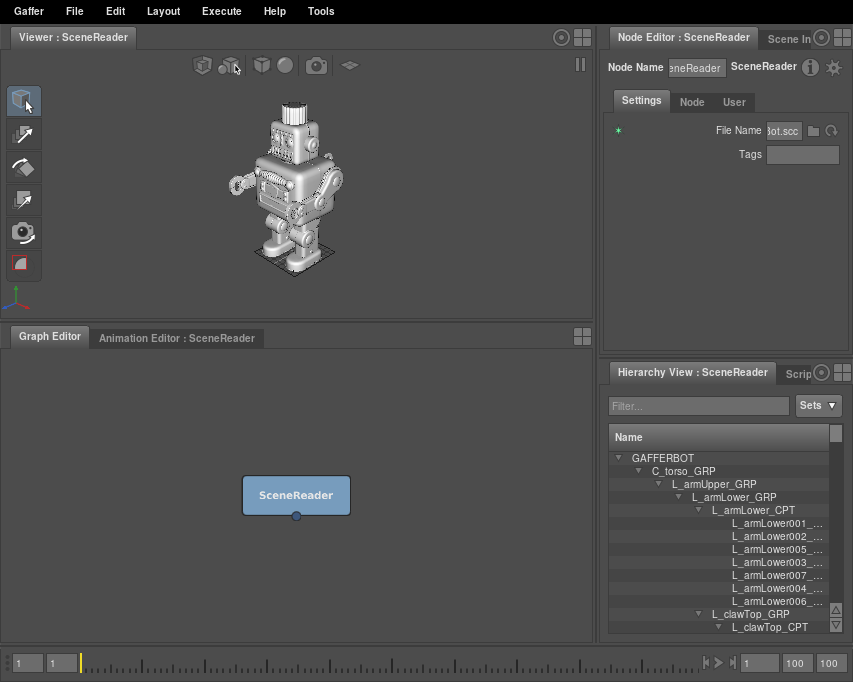 Gaffer File Edit Layout Execute Help Tools
Viewer : SceneReader
Node Editor : SceneReader Scene In
Node Name eneReader SceneReader
Settings Node User
File Name Bot.scc
Tags
Graph Editor Animation Editor : SceneReader
SceneReader
Hierarchy View : SceneReader Scrip
Filter... Sets
Name
GAFFERBOT
C_torso_GRP
L_armUpper_GRP
L_armLower_GRP
L_armLower_CPT
L_armLower001_...
L_armLower002_...
L_armLower005_...
L_armLower003_...
L_armLower007_...
L_armLower004_...
L_armLower006_...
L_clawTop_GRP
L_clawTop_CPT
1 1 1 100 100